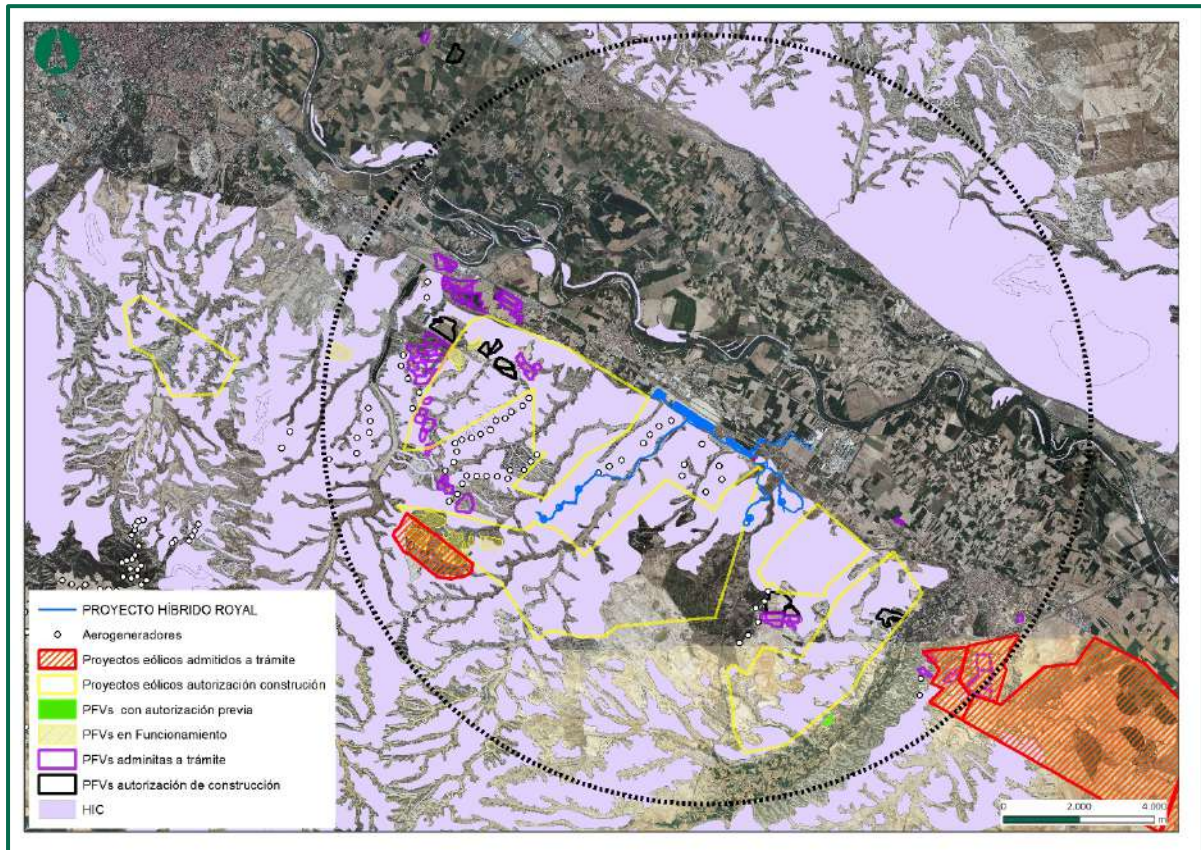 PROYECTO HÍBRIDO ROYAL
Aerogeneradores
Proyectos eólicos admitidos a trámite
Proyectos eólicos autorización construción
PFVs con autorización previa
PFVs en Funcionamiento
PFVs adminitas a trámite
PFVs autorización de construcción
HIC
0 2.000 4.000
m